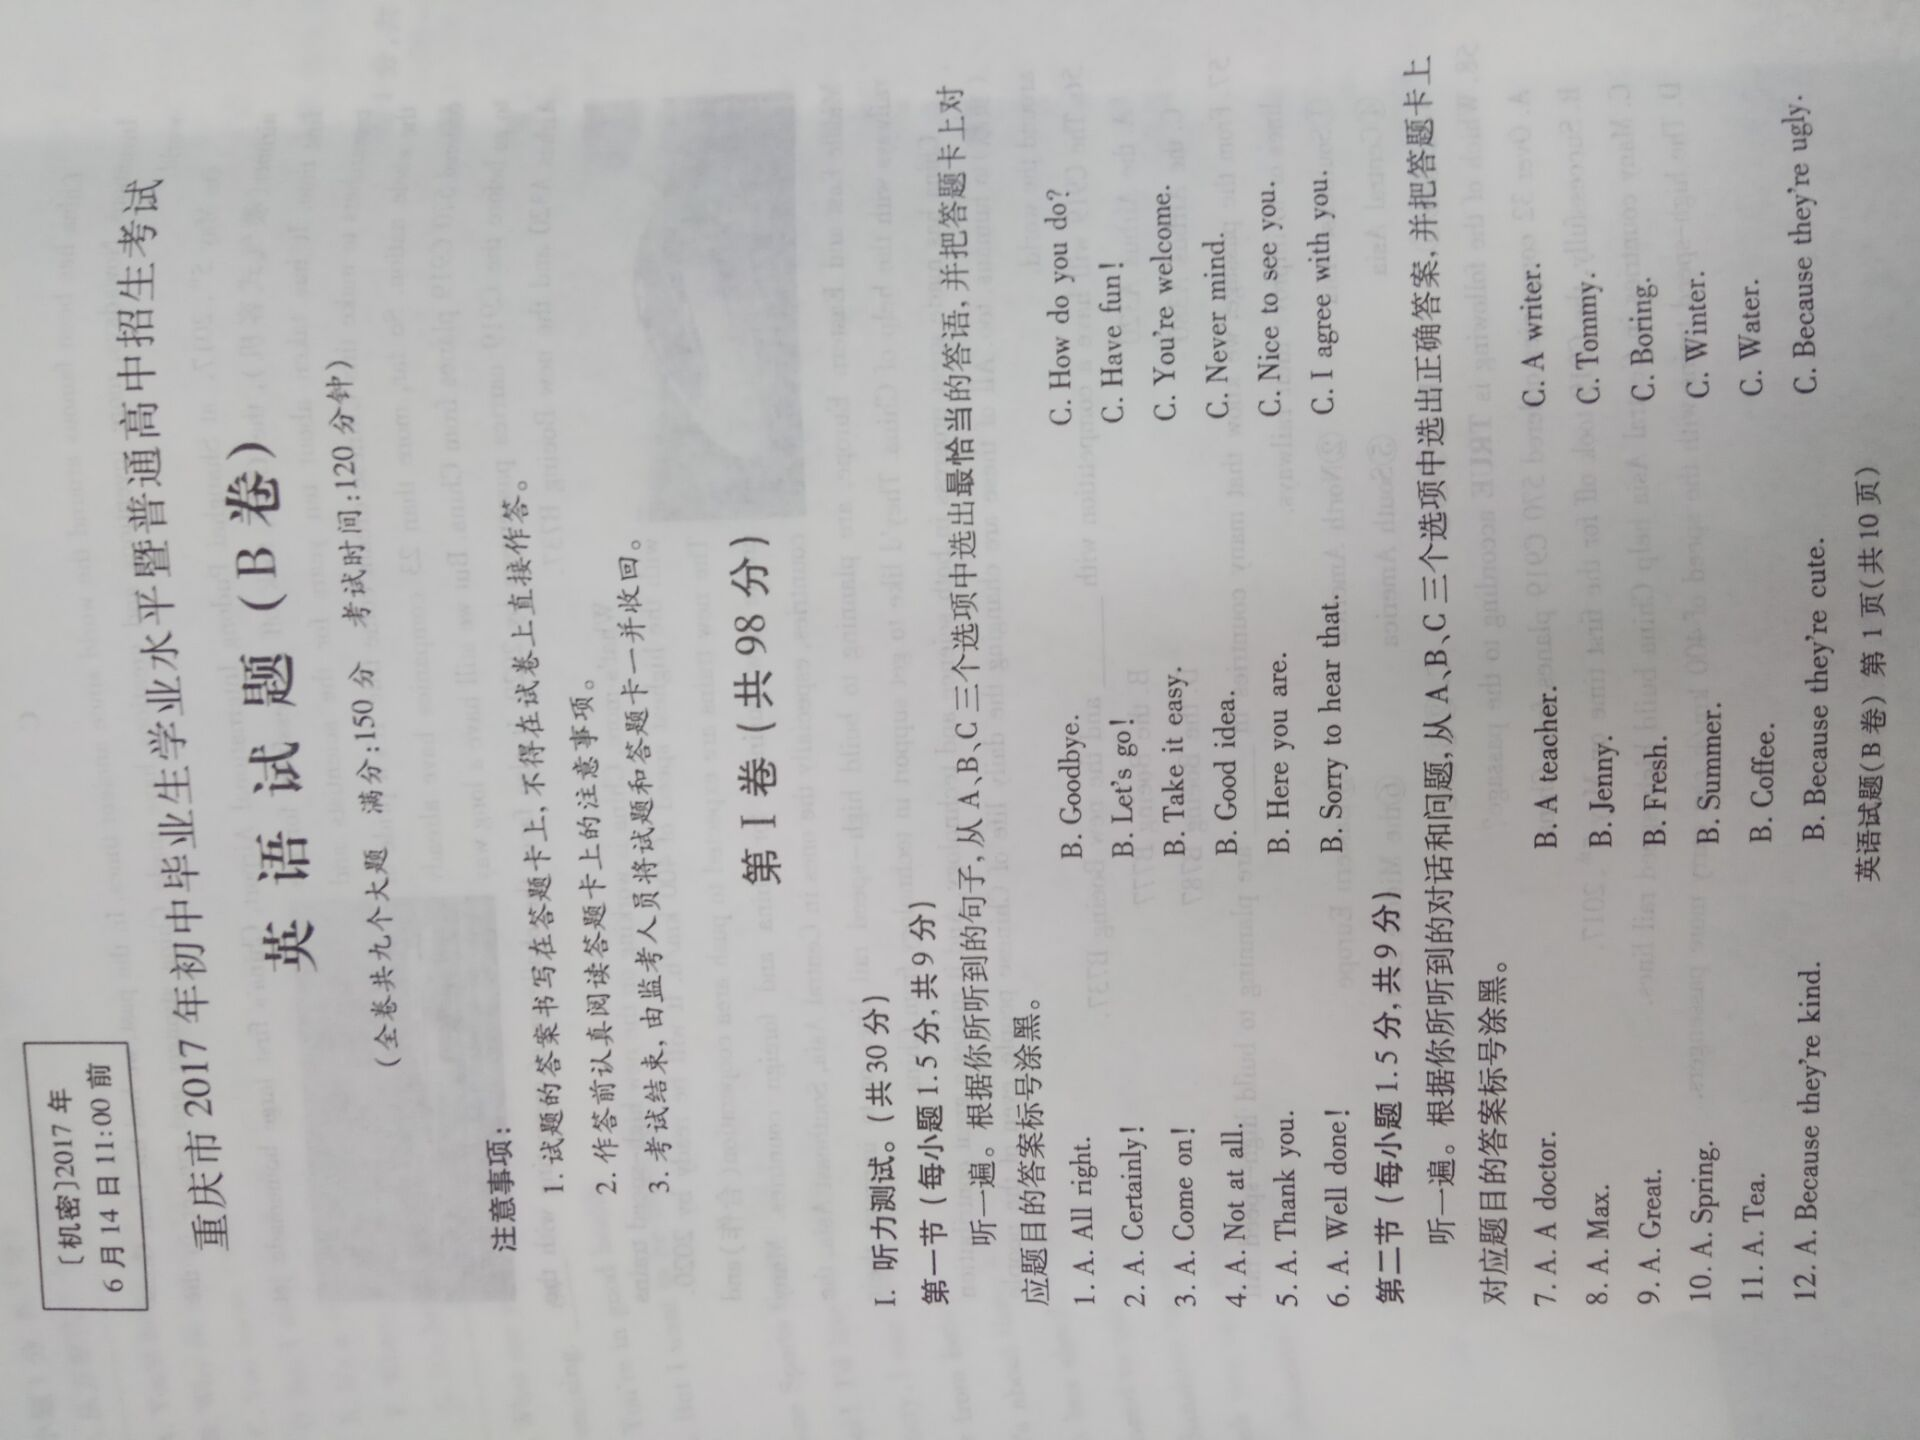 〔机密〕2017年
6月14日11:00前
重庆市2017年初中毕业生学业水平暨普通高中招生考试
英语试题(B卷)
(全卷共九个大题 满分:150分 考试时间:120分钟)
注意事项:
1. 试题的答案书写在答题卡上,不得在试卷上直接作答。
2. 作答前认真阅读答题卡上的注意事项。
3. 考试结束,由监考人员将试题和答题卡一并收回。
第Ⅰ卷(共98分)
I. 听力测试。(共30分)
第一节(每小题1.5分,共9分)
听一遍。根据你所听到的句子,从A、B、C三个选项中选出最恰当的答语,并把答题卡上对
应题目的答案标号涂黑。
1. A. All right. B. Goodbye. C. How do you do?
2. A. Certainly! B. Let's go! C. Have fun!
3. A. Come on! B. Take it easy. C. You're welcome.
4. A. Not at all. B. Good idea. C. Never mind.
5. A. Thank you. B. Here you are. C. Nice to see you.
6. A. Well done! B. Sorry to hear that. C. I agree with you.
第二节(每小题1.5分,共9分)
听一遍。根据你所听到的对话和问题,从A、B、C三个选项中选出正确答案,并把答题卡上
对应题目的答案标号涂黑。
7. A. A doctor. B. A teacher. C. A writer.
8. A. Max. B. Jenny. C. Tommy.
9. A. Great. B. Fresh. C. Boring.
10. A. Spring. B. Summer. C. Winter.
11. A. Tea. B. Coffee. C. Water.
12. A. Because they're kind. B. Because they're cute. C. Because they're ugly.
英语试题(B卷) 第1页(共10页)